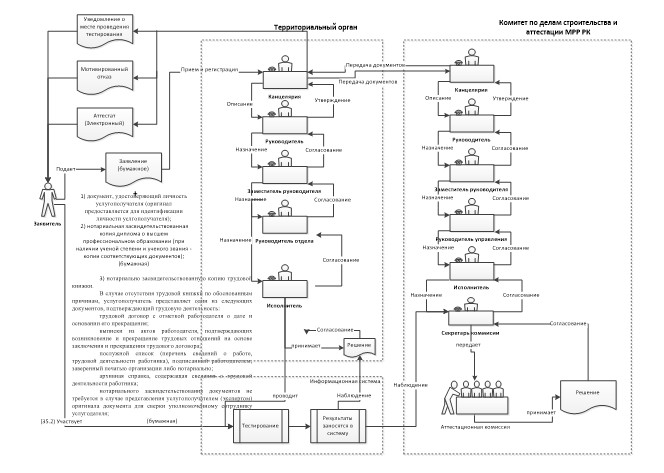 Уведомление о
месте проведения
тестирования
Мотивированный
отказ
Аттестат
(Электронный)
Заявление
(бумажное)
Подает
Заявитель
1) документ, удостоверяющий личность
услугополучателя (оригинал
предоставляется для идентификации
личности услугополучателя);
2) нотариальная засвидетельствованная
копия диплома о высшем
профессиональном образовании (при
наличии ученой степени и ученого звания -
копии соответствующих документов);
(бумажная)
3) нотариально засвидетельствованную копию трудовой
книжки.
В случае отсутствия трудовой книжки по обоснованным
причинам, услугополучатель представляет один из следующих
документов, подтверждающий трудовую деятельность:
трудовой договор с отметкой работодателя о дате и
основании его прекращения;
выписки из актов работодателя, подтверждающих
возникновение и прекращение трудовых отношений на основе
заключения и прекращения трудового договора;
послужной список (перечень сведений о работе,
трудовой деятельности работника), подписанный работодателем,
заверенный печатью организации либо нотариально;
архивная справка, содержащая сведения о трудовой
деятельности работника;
нотариального засвидетельствования документов не
требуется в случае представления услугополучателем (экспертом)
оригинала документа для сверки уполномоченному сотруднику
услугодателя;
(35.2) Участвует
(бумажная)
Территориальный орган
Прием и регистрация
Передача документов
Передача документов
Канцелярия
Описание
Утверждение
Руководитель
Назначение
Согласование
Заместитель руководителя
Назначение
Согласование
Руководитель отдела
Назначение
Согласование
Исполнитель
Согласование
принимает
Решение
Информационная система
проводит
Наблюдение
Тестирование
Результаты
заносятся в
систему
Наблюдение
Комитет по делам строительства и
аттестации МРР РК
Канцелярия
Описание
Утверждение
Руководитель
Назначение
Согласование
Заместитель руководителя
Назначение
Согласование
Руководитель управления
Назначение
Согласование
Исполнитель
Назначение
Согласование
Секретарь комиссии
Согласование
передает
Аттестационная комиссия
принимает
Решение